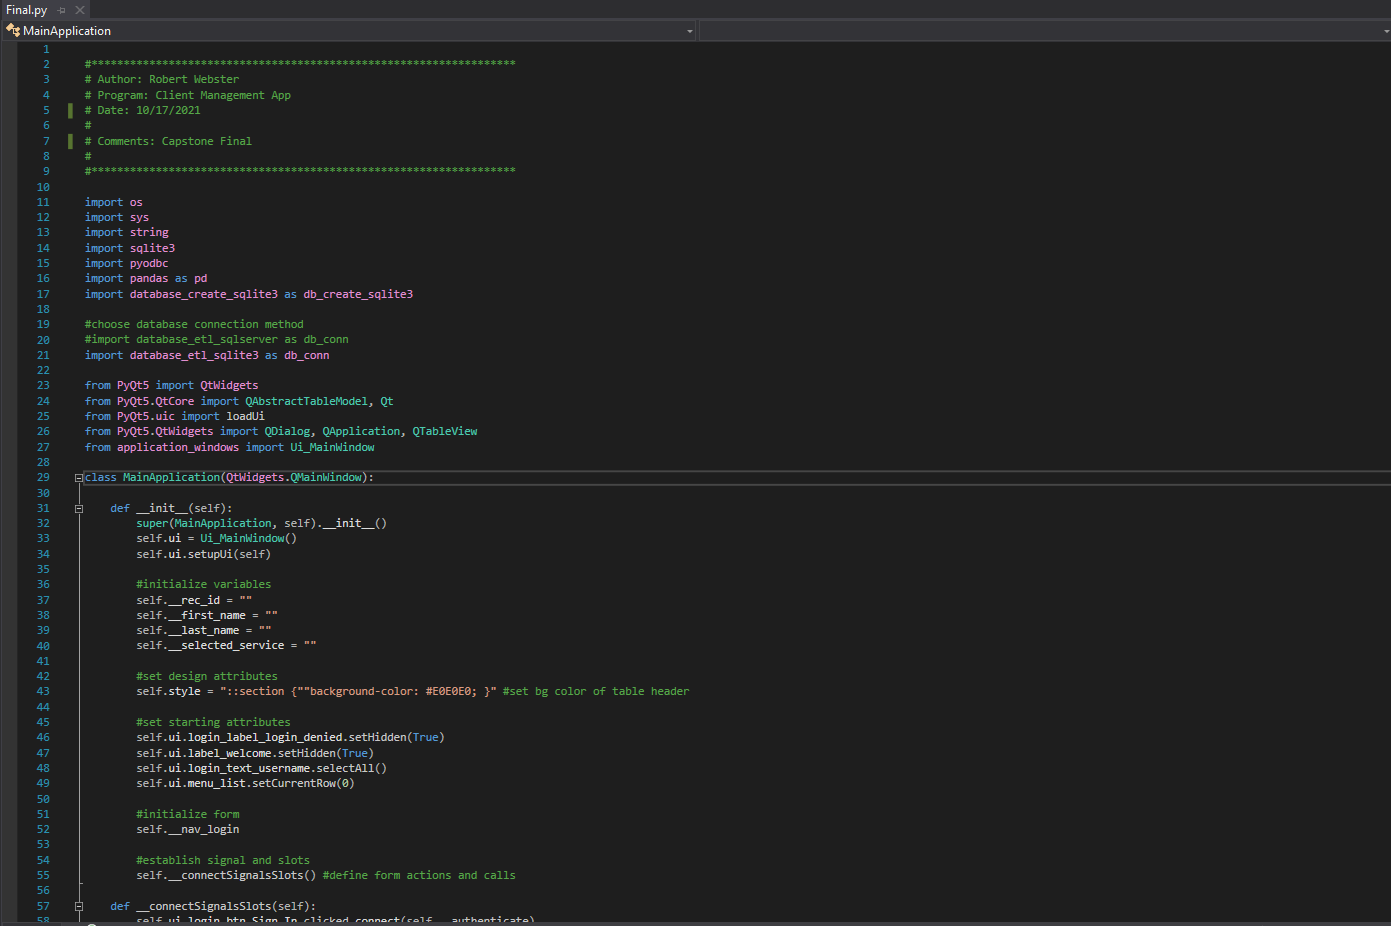 Final.py
MainApplication
1
2 #******************************************************************
3 # Author: Robert Webster
4 # Program: Client Management App
5 # Date: 10/17/2021
6 #
7 # Comments: Capstone Final
8 #
9 #******************************************************************
10
11 import os
12 import sys
13 import string
14 import sqlite3
15 import pyodbc
16 import pandas as pd
17 import database_create_sqlite3 as db_create_sqlite3
18
19 #choose database connection method
20 #import database_etl_sqlserver as db_conn
21 import database_etl_sqlite3 as db_conn
22
23 from PyQt5 import QtWidgets
24 from PyQt5.QtCore import QAbstractTableModel, Qt
25 from PyQt5.uic import loadUi
26 from PyQt5.QtWidgets import QDialog, QApplication, QTableView
27 from application_windows import Ui_MainWindow
28
29 class MainApplication(QtWidgets.QMainWindow):
30
31     def __init__(self):
32         super(MainApplication, self).__init__()
33         self.ui = Ui_MainWindow()
34         self.ui.setupUi(self)
35
36         #initialize variables
37         self.__rec_id = ""
38         self.__first_name = ""
39         self.__last_name = ""
40         self.__selected_service = ""
41
42         #set design attributes
43         self.style = "::section {""background-color: #E0E0E0; }" #set bg color of table header
44
45         #set starting attributes
46         self.ui.login_label_login_denied.setHidden(True)
47         self.ui.label_welcome.setHidden(True)
48         self.ui.login_text_username.selectAll()
49         self.ui.menu_list.setCurrentRow(0)
50
51         #initialize form
52         self.__nav_login
53
54         #establish signal and slots
55         self.__connectSignalsSlots() #define form actions and calls
56
57     def __connectSignalsSlots(self):
58         self.ui.login_btn_Sign_In.clicked.connect(self.__authenticate)